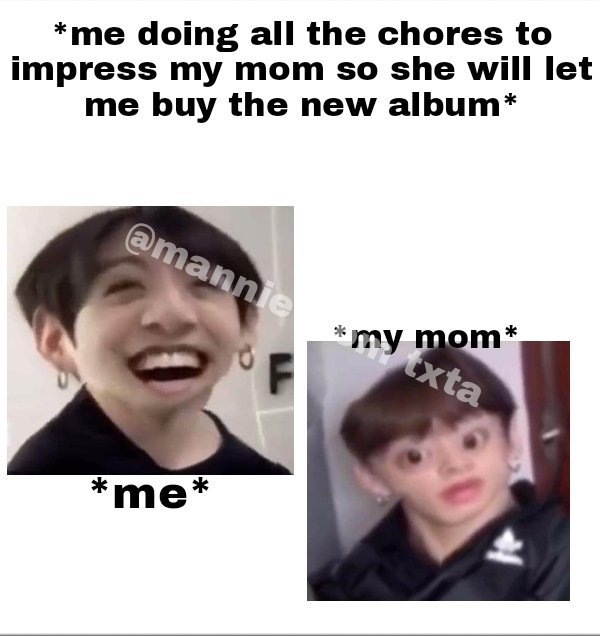 *me doing all the chores to
impress my mom so she will let
me buy the new album*
@mannie
*my mom*
txta
*me*
F